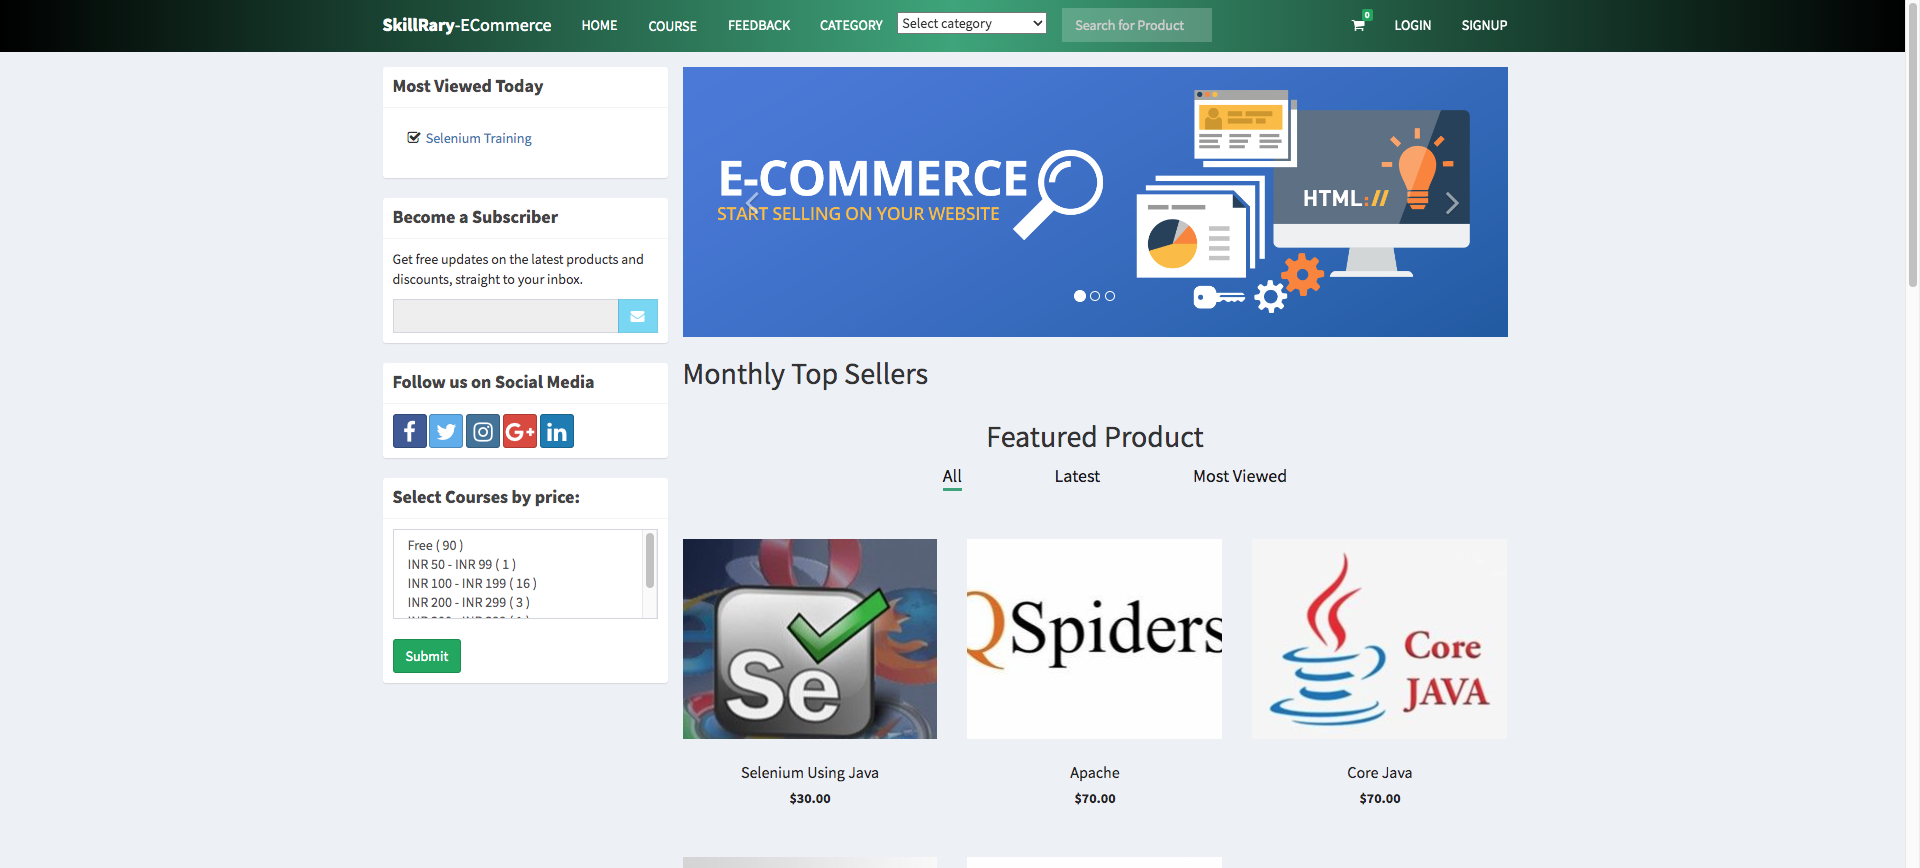 SkillRary-ECommerce HOME COURSE FEEDBACK CATEGORY Select category Search for Product 0 LOGIN SIGNUP
Most Viewed Today
Selenium Training
Become a Subscriber
Get free updates on the latest products and
discounts, straight to your inbox.
Follow us on Social Media
Select Courses by price:
Free ( 90 )
INR 50 - INR 99 ( 1 )
INR 100 - INR 199 ( 16 )
INR 200 - INR 299 ( 3 )
Submit
E-COMMERCE
START SELLING ON YOUR WEBSITE
HTML://
Monthly Top Sellers
Featured Product
All Latest Most Viewed
Se
QSpiders
Core
JAVA
Selenium Using Java
$30.00
Apache
$70.00
Core Java
$70.00